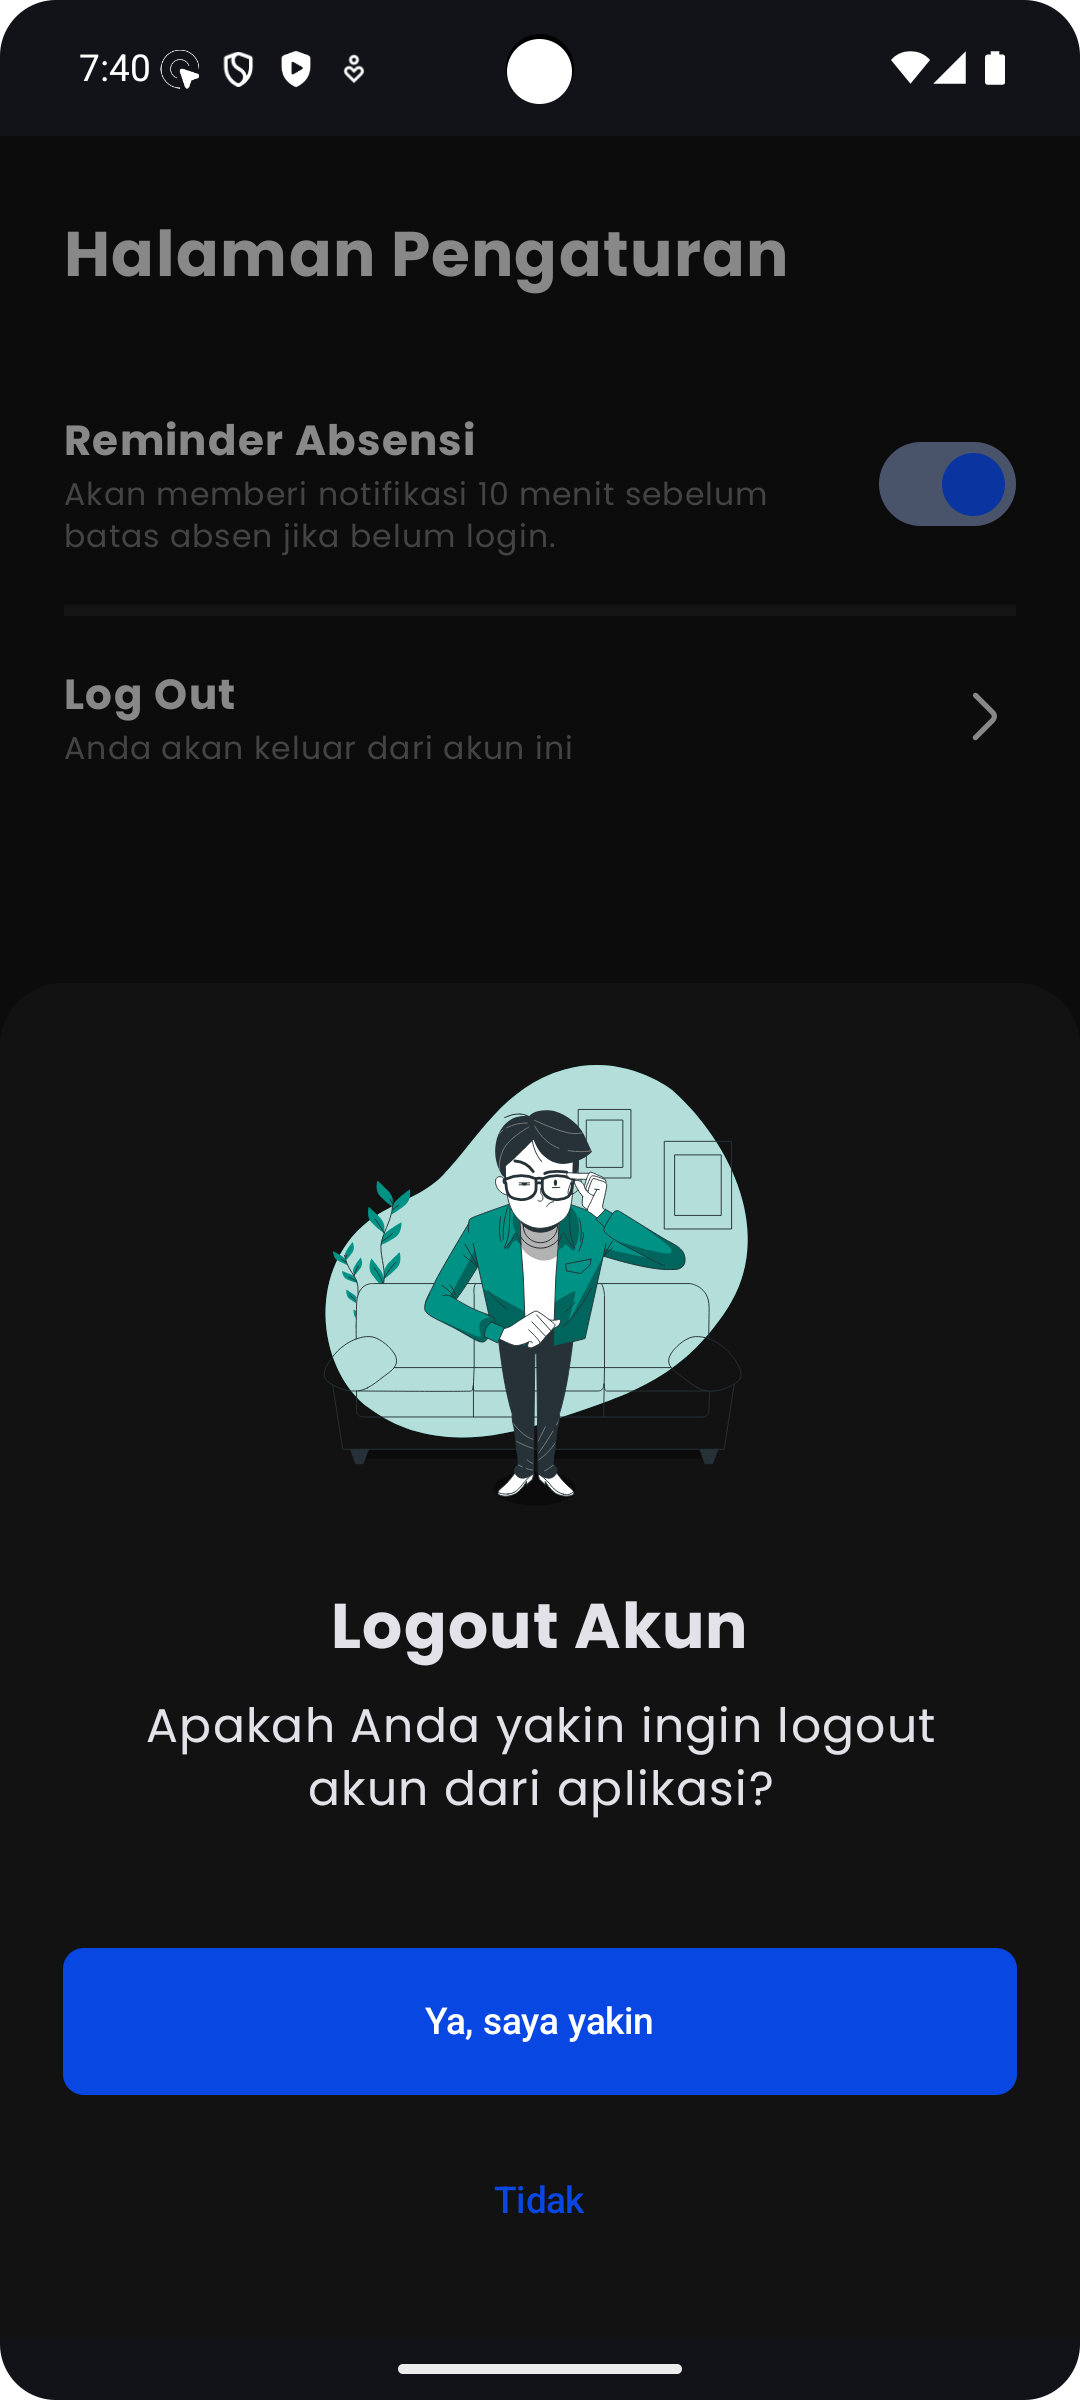 7:40
Halaman Pengaturan
Reminder Absensi
Akan memberi notifikasi 10 menit sebelum
batas absen jika belum login.
Log Out
Anda akan keluar dari akun ini
Logout Akun
Apakah Anda yakin ingin logout
akun dari aplikasi?
Ya, saya yakin
Tidak